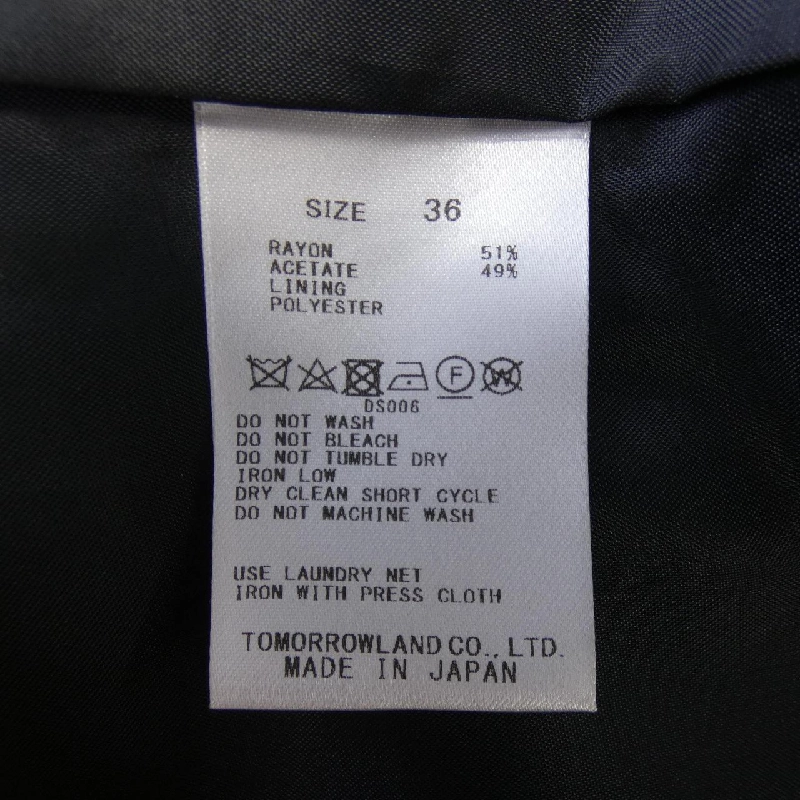 SIZE 36
RAYON 51%
ACETATE 49%
LINING
POLYESTER
F W
DS006
DO NOT WASH
DO NOT BLEACH
DO NOT TUMBLE DRY
IRON LOW
DRY CLEAN SHORT CYCLE
DO NOT MACHINE WASH
USE LAUNDRY NET
IRON WITH PRESS CLOTH
TOMORROWLAND CO., LTD.
MADE IN JAPAN